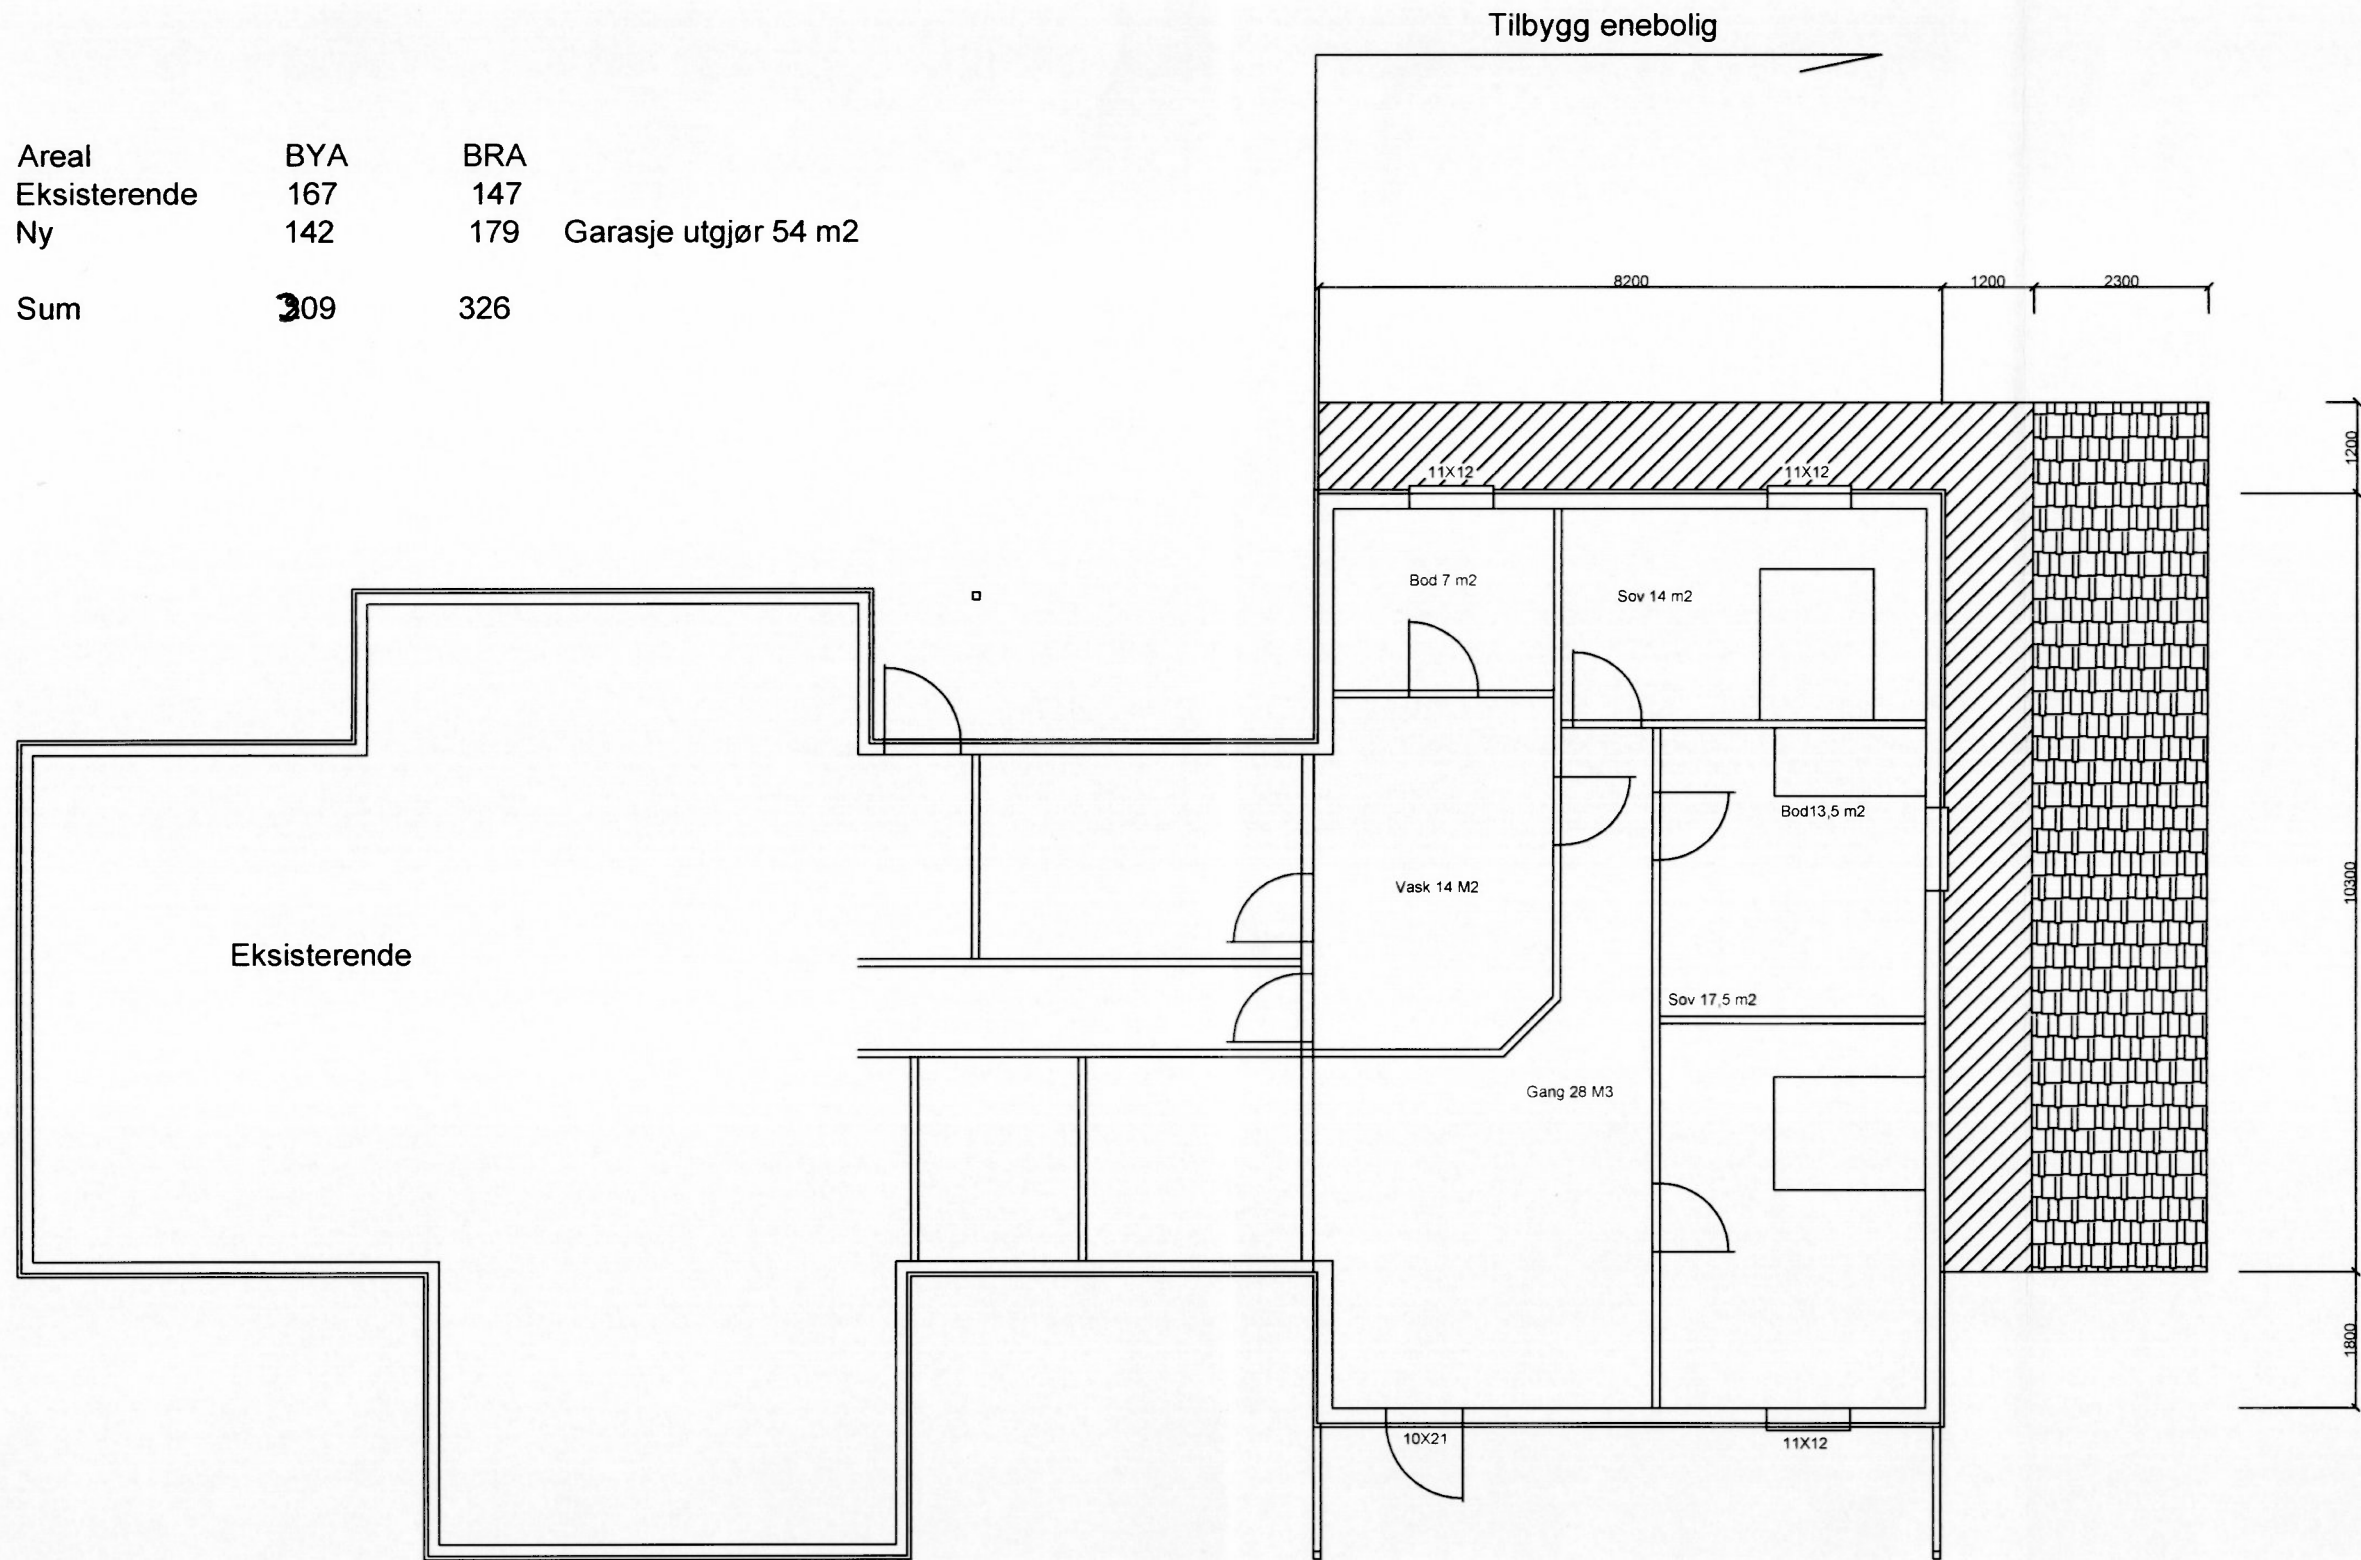 Tilbygg enebolig
Areal BYA BRA
Eksisterende 167 147
Ny 142 179 Garasje utgjør 54 m2
Sum 309 326
8200 1200 2300
1200
11X12 11X12
Bod 7 m2
Sov 14 m2
Bod13,5 m2
Vask 14 M2
10300
Eksisterende
Sov 17,5 m2
Gang 28 M3
1800
10X21
11X12